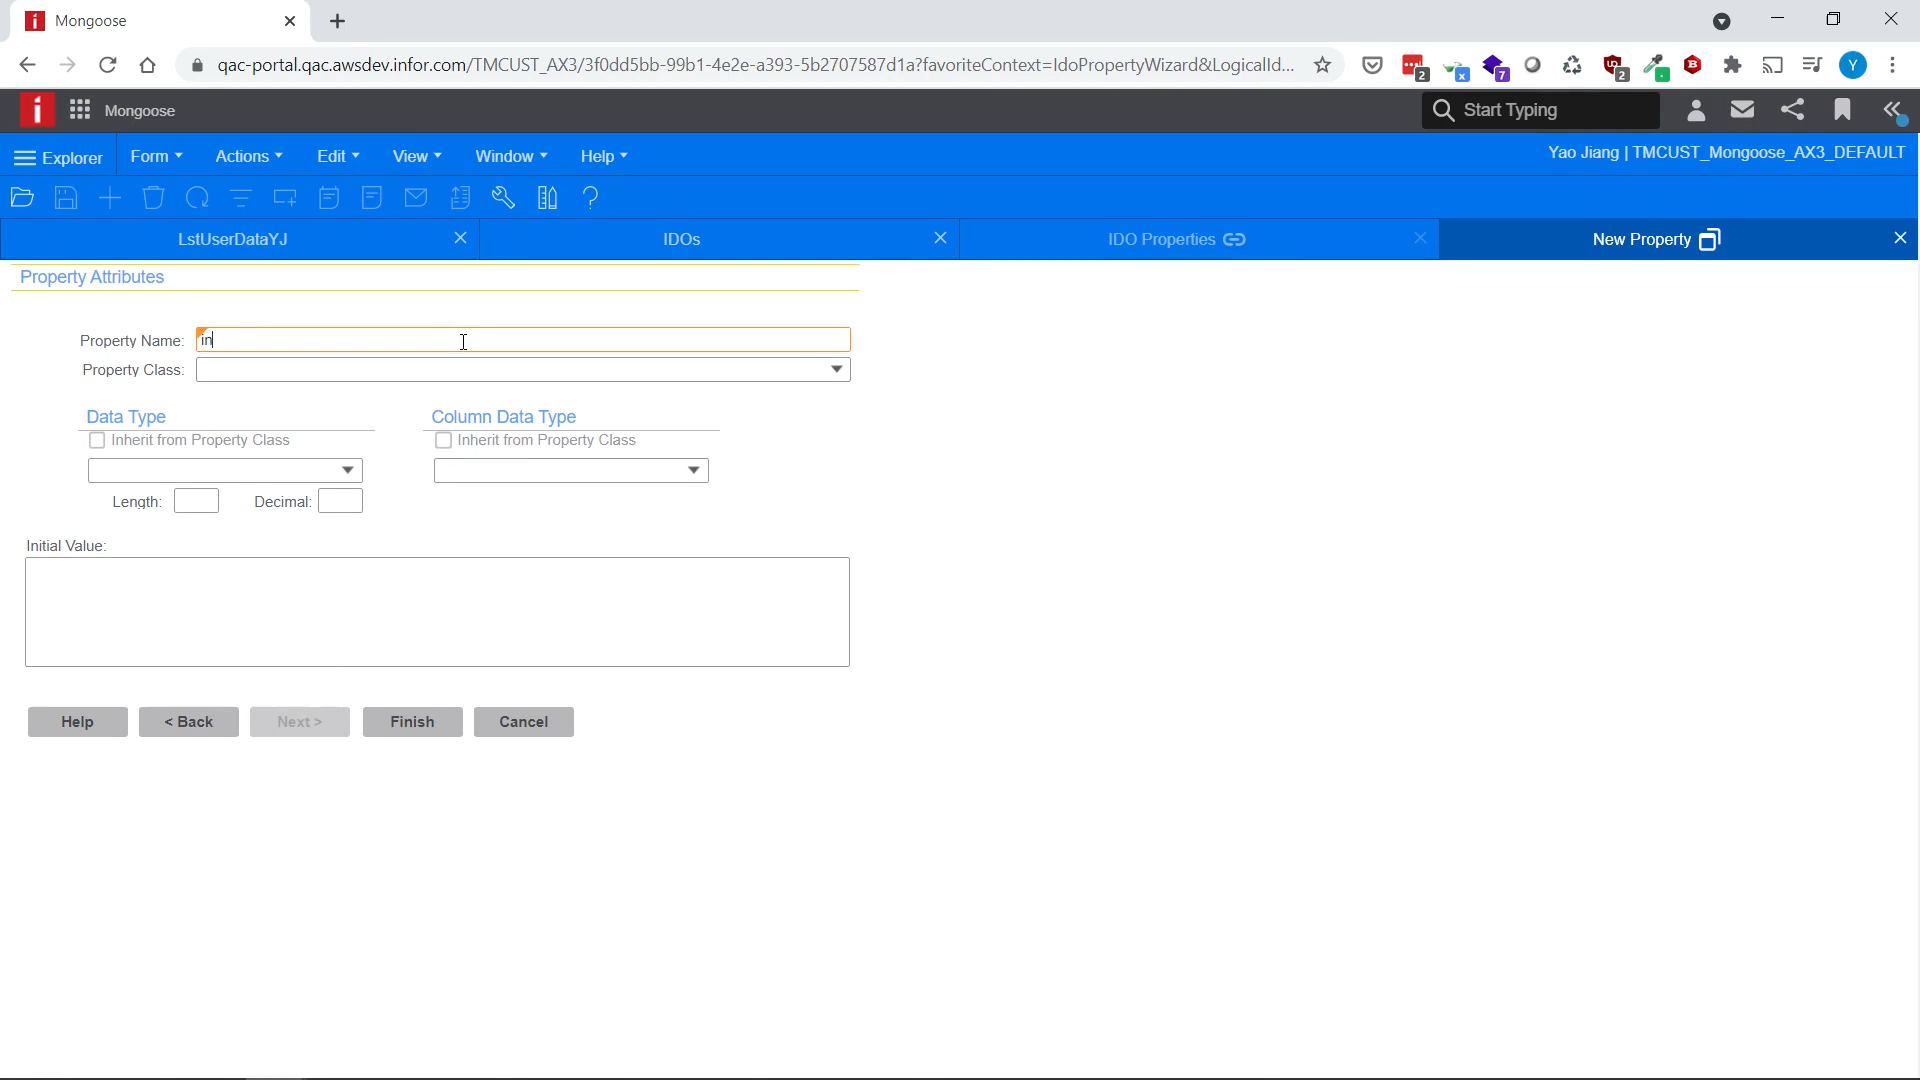 Mongoose
qac-portal.qac.awsdev.infor.com/TMCUST_AX3/3f0dd5bb-99b1-4e2e-a393-5b2707587d1a?favoriteContext=IdoPropertyWizard&LogicalId...
2
x
7
2
Y
Mongoose
Start Typing
Explorer
Form
Actions
Edit
View
Window
Help
Yao Jiang | TMCUST_Mongoose_AX3_DEFAULT
LstUserDataYJ
IDOs
IDO Properties
New Property
Property Attributes
Property Name:
in
Property Class:
Data Type
Column Data Type
Inherit from Property Class
Inherit from Property Class
Length:
Decimal:
Initial Value:
Help
< Back
Next >
Finish
Cancel